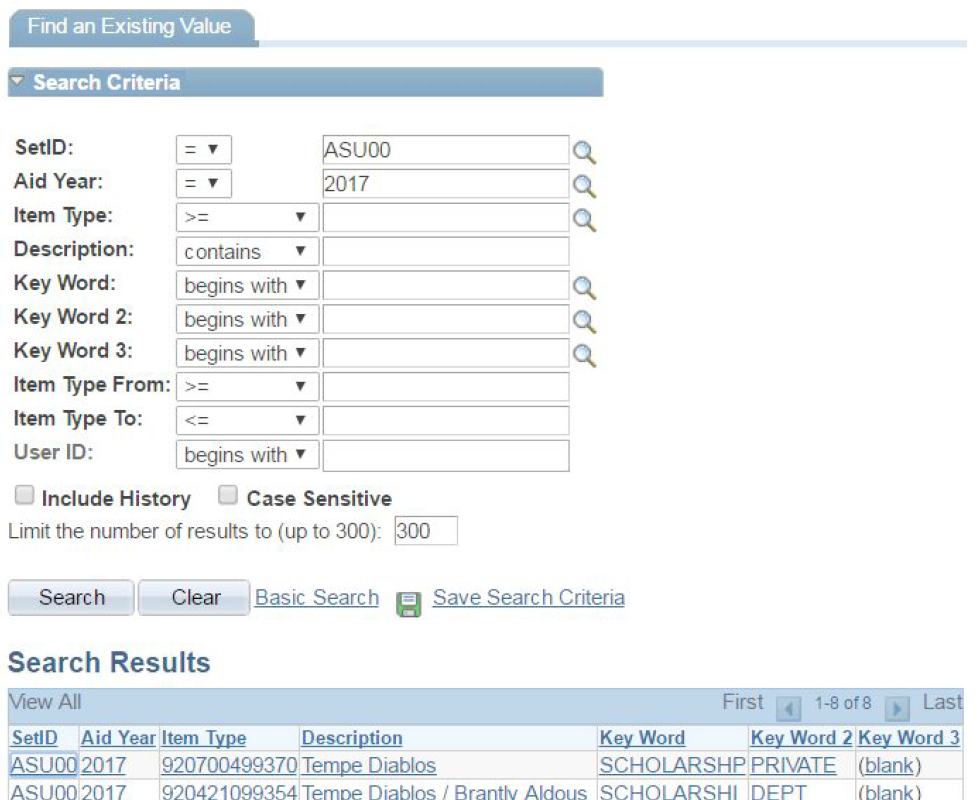 Find an Existing Value
Search Criteria
SetID: = ASU00
Aid Year: = 2017
Item Type: >=
Description: contains
Key Word: begins with
Key Word 2: begins with
Key Word 3: begins with
Item Type From: >=
Item Type To: <=
User ID: begins with
Include History Case Sensitive
Limit the number of results to (up to 300): 300
Search Clear Basic Search Save Search Criteria
Search Results
View All First 1-8 of 8 Last
SetID Aid Year Item Type Description Key Word Key Word 2 Key Word 3
ASU00 2017 920700499370 Tempe Diablos SCHOLARSHP PRIVATE (blank)
ASU00 2017 920421099354 Tempe Diablos / Brantly Aldous SCHOLARSHI DEPT (blank)